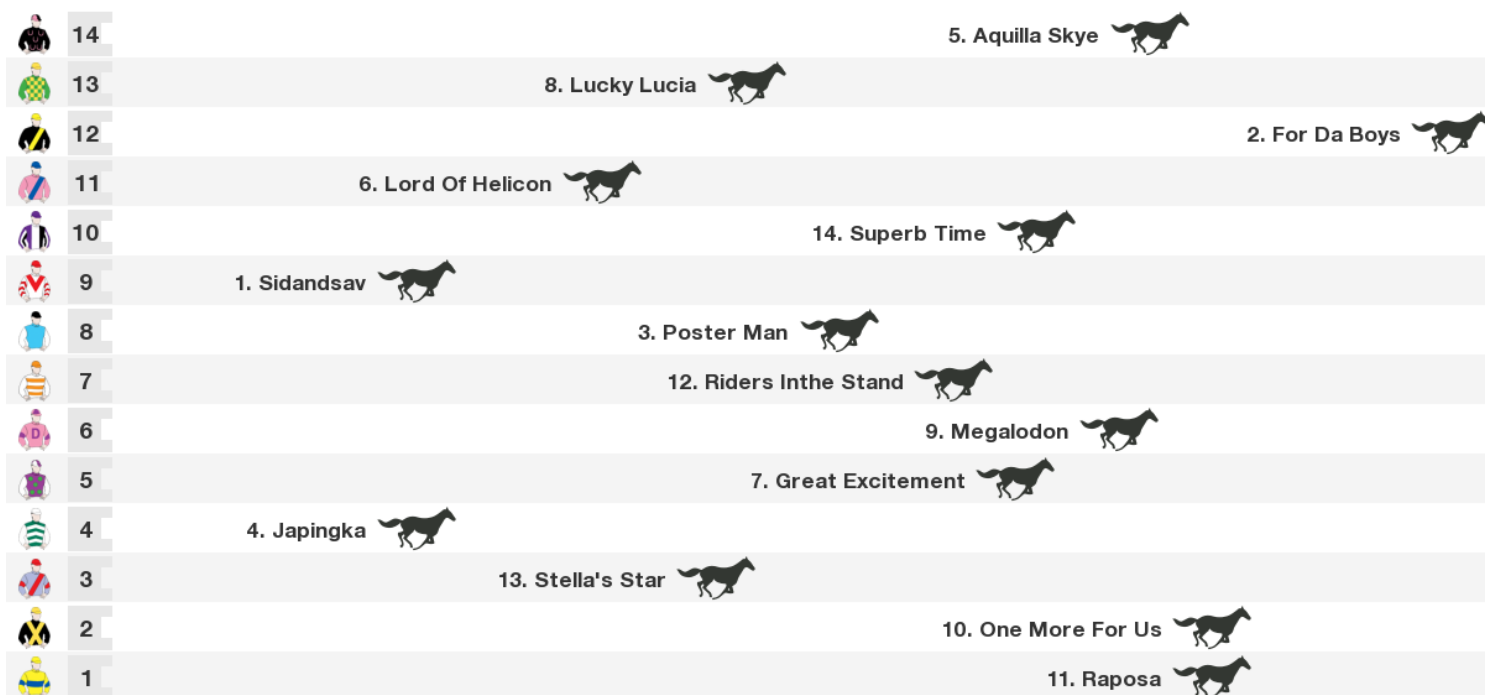 14 5. Aquilla Skye
13 8. Lucky Lucia
12 2. For Da Boys
11 6. Lord Of Helicon
10 14. Superb Time
9 1. Sidandsav
8 3. Poster Man
7 12. Riders Inthe Stand
6 D 9. Megalodon
5 7. Great Excitement
4 4. Japingka
3 13. Stella's Star
2 10. One More For Us
1 11. Raposa